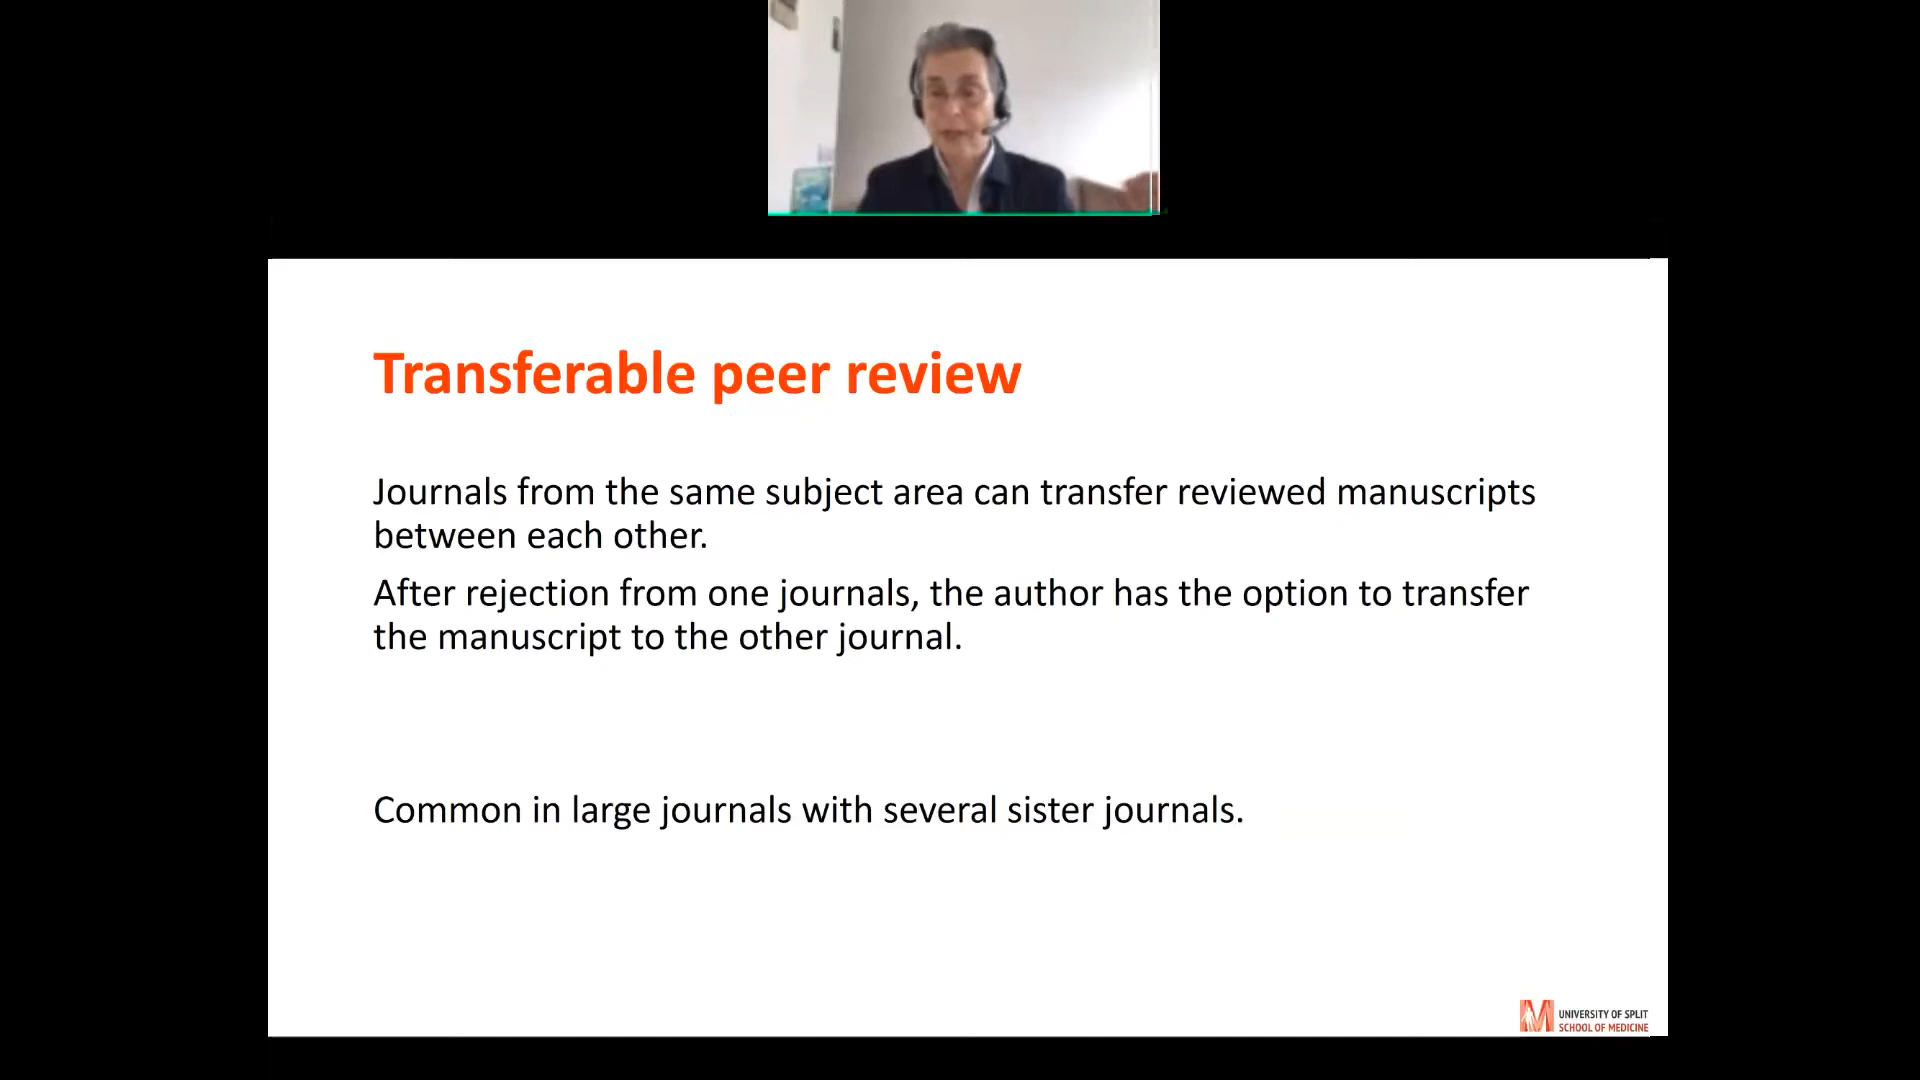 Transferable peer review
Journals from the same subject area can transfer reviewed manuscripts
between each other.
After rejection from one journals, the author has the option to transfer
the manuscript to the other journal.
Common in large journals with several sister journals.
UNIVERSITY OF SPLIT
SCHOOL OF MEDICINE